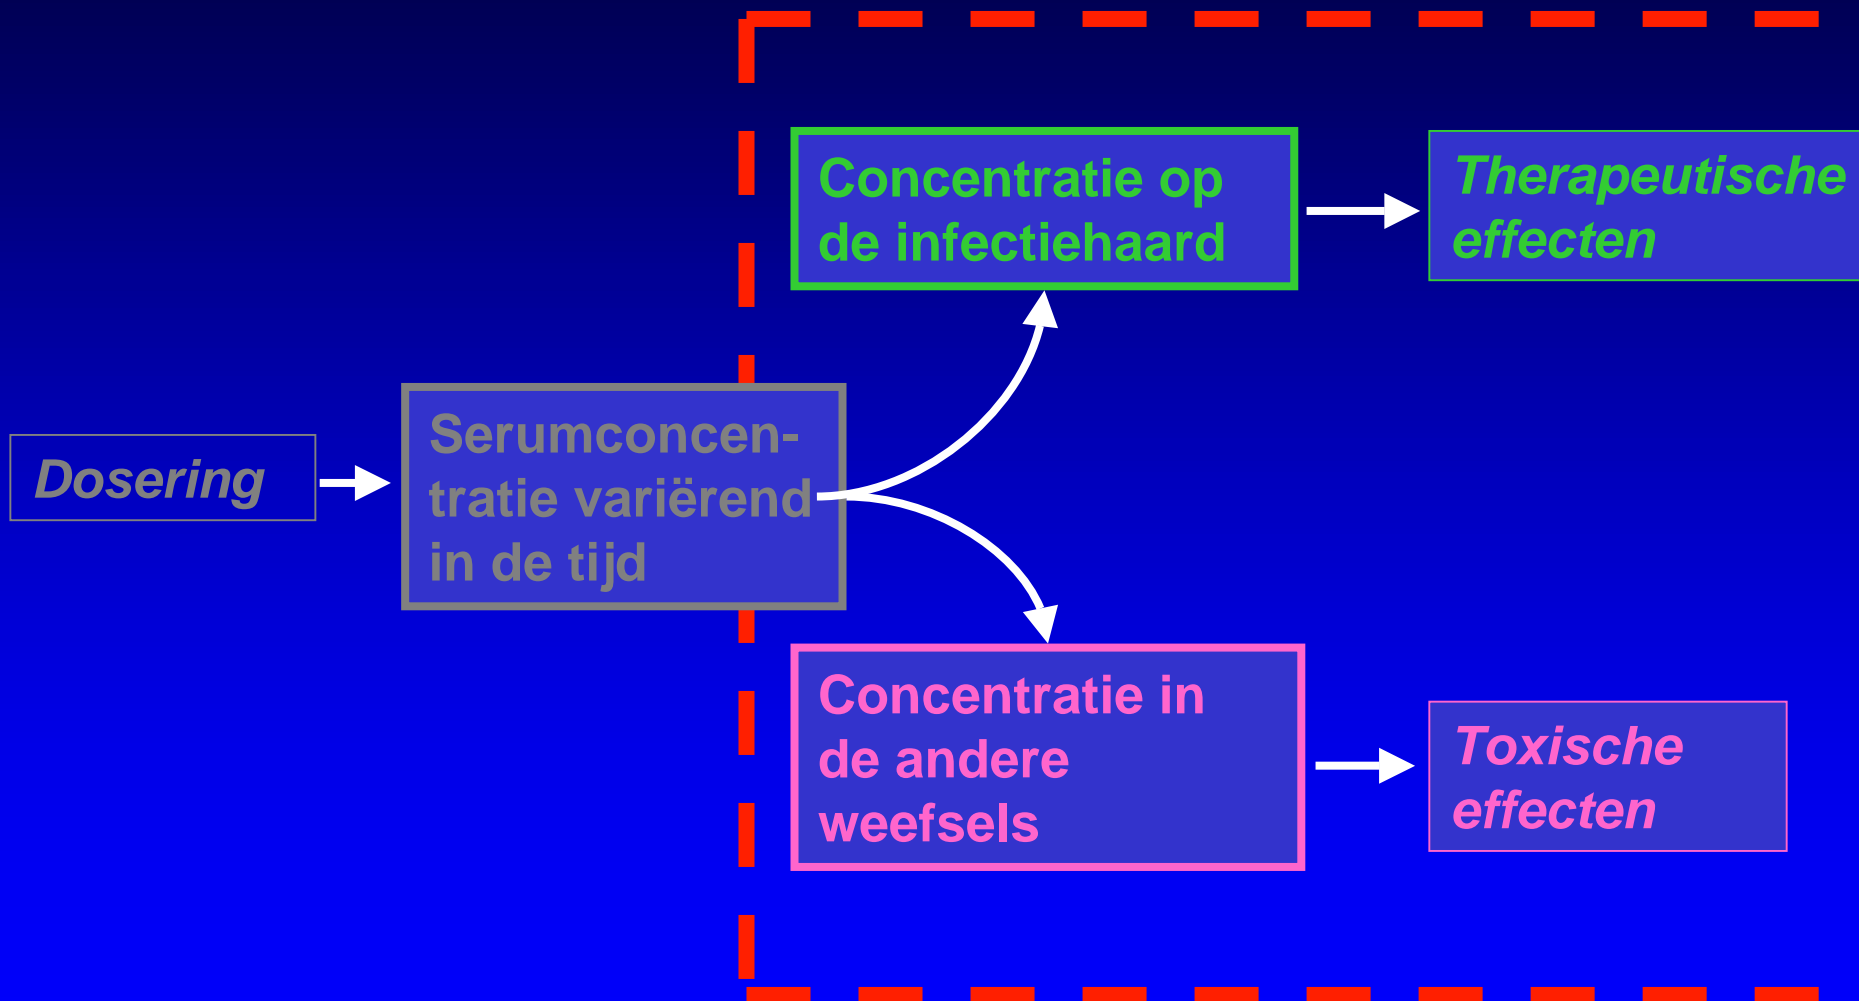 Concentratie op
de infectiehaard
Therapeutische
effecten
Dosering
Serumconcen-
tratie variërend
in de tijd
Concentratie in
de andere
weefsels
Toxische
effecten